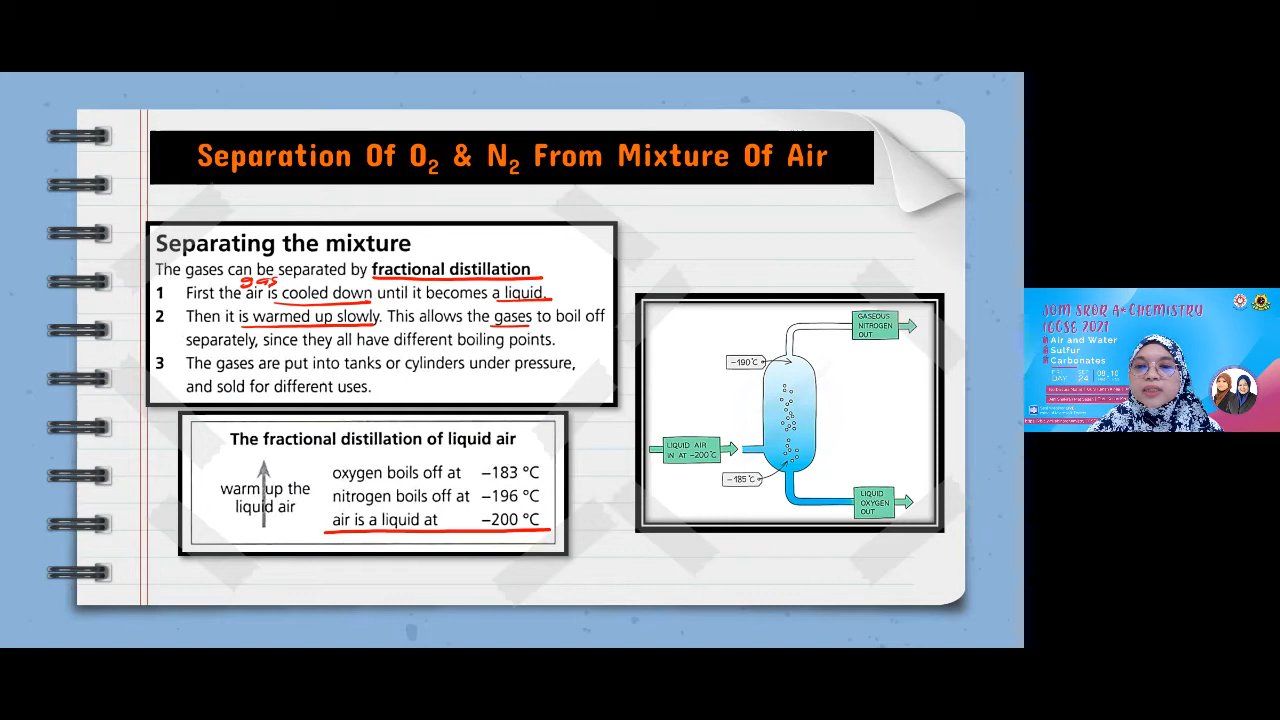 Separation Of O₂ & N₂ From Mixture Of Air
Separating the mixture
The gases can be separated by fractional distillation
gas
1 First the air is cooled down until it becomes a liquid.
2 Then it is warmed up slowly. This allows the gases to boil off
separately, since they all have different boiling points.
3 The gases are put into tanks or cylinders under pressure,
and sold for different uses.
The fractional distillation of liquid air
warm up the
liquid air
oxygen boils off at −183 °C
nitrogen boils off at −196 °C
air is a liquid at −200 °C
GASEOUS
NITROGEN
OUT
−190°C
LIQUID AIR
IN AT −200°C
−185°C
LIQUID
OXYGEN
OUT
JOM SKOR A* CHEMISTRY
IGCSE 2021
# Air and Water
# Sulfur
# Carbonates
FRI
DAY
SEP
24
08
10